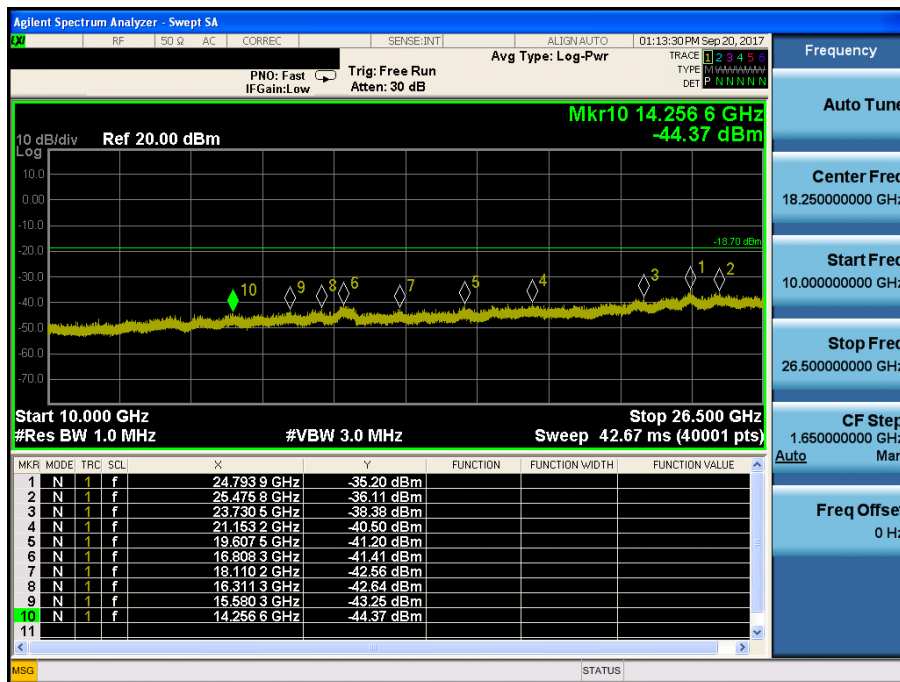 Agilent Spectrum Analyzer - Swept SA
LXI RF 50 Ω AC CORREC SENSE:INT ALIGN AUTO 01:13:30 PM Sep 20, 2017
Avg Type: Log-Pwr
TRACE 1 2 3 4 5 6
PNO: Fast Trig: Free Run
TYPE M W W W W W
IFGain:Low Atten: 30 dB
DET P N N N N N
Mkr10 14.256 6 GHz
-44.37 dBm
10 dB/div Ref 20.00 dBm
Log
10.0
0.00
-10.0
-20.0
-30.0
-40.0
-50.0
-60.0
-70.0
-18.70 dBm
10 9 8 6 7 5 4 3 1 2
Start 10.000 GHz Stop 26.500 GHz
#Res BW 1.0 MHz #VBW 3.0 MHz Sweep 42.67 ms (40001 pts)
MKR MODE TRC SCL X Y FUNCTION FUNCTION WIDTH FUNCTION VALUE
1 N 1 f 24.793 9 GHz -35.20 dBm
2 N 1 f 25.475 8 GHz -36.11 dBm
3 N 1 f 23.730 5 GHz -38.38 dBm
4 N 1 f 21.153 2 GHz -40.50 dBm
5 N 1 f 19.607 5 GHz -41.20 dBm
6 N 1 f 16.808 3 GHz -41.41 dBm
7 N 1 f 18.110 2 GHz -42.56 dBm
8 N 1 f 16.311 3 GHz -42.64 dBm
9 N 1 f 15.580 3 GHz -43.25 dBm
10 N 1 f 14.256 6 GHz -44.37 dBm
11
MSG STATUS
Frequency
Auto Tune
Center Freq
18.250000000 GHz
Start Freq
10.000000000 GHz
Stop Freq
26.500000000 GHz
CF Step
1.650000000 GHz
Auto Man
Freq Offset
0 Hz